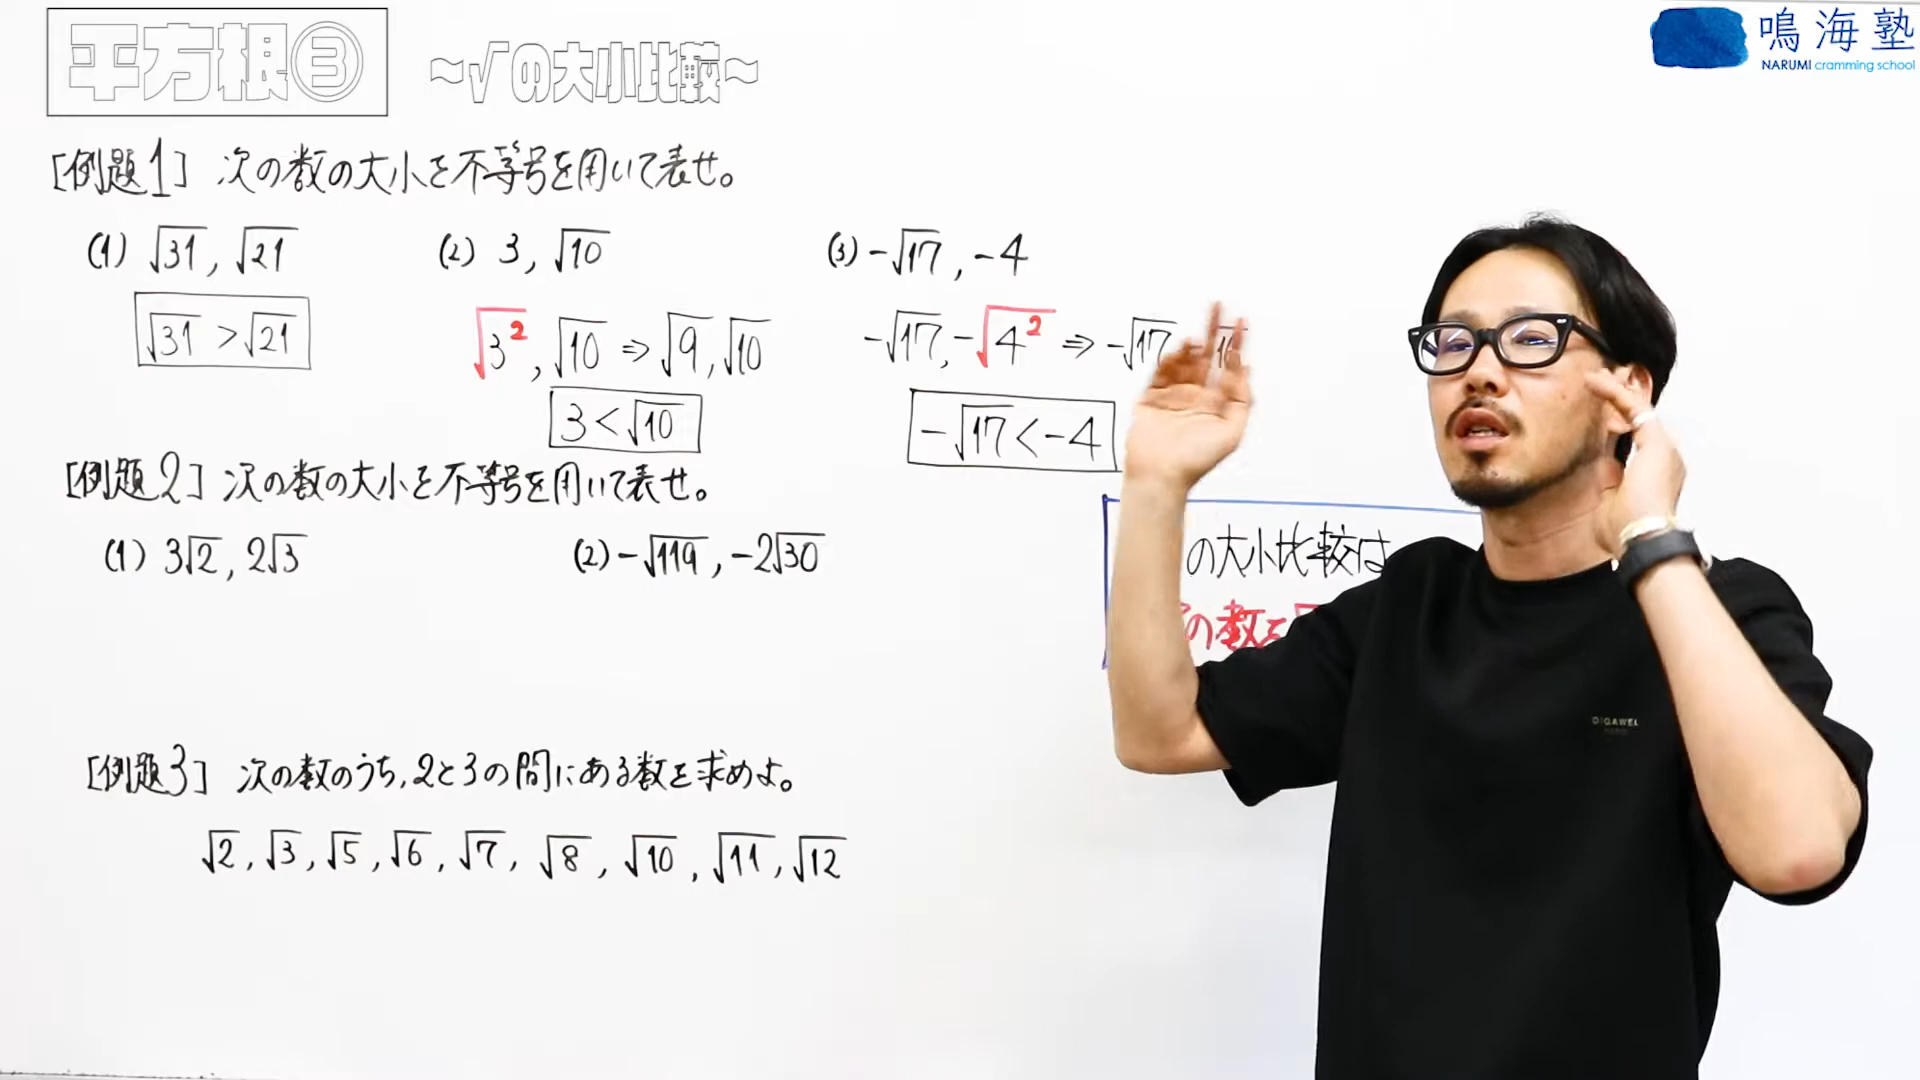 平方根③ 〜√の大小比較〜
鳴海塾
NARUMI cramming school
[例題1] 次の数の大小を不等号を用いて表せ。
(1) √31, √21 (2) 3, √10 (3) -√17, -4
√31 > √21
√3², √10 ⇒ √9, √10
-√17, -√4² ⇒ -√17
3 < √10
-√17 < -4
[例題2] 次の数の大小を不等号を用いて表せ。
(1) 3√2, 2√3 (2) -√119, -2√30
の大小比較は
の数を√
[例題3] 次の数のうち, 2と3の間にある数を求めよ。
√2, √3, √5, √6, √7, √8, √10, √11, √12
DIGAWEL